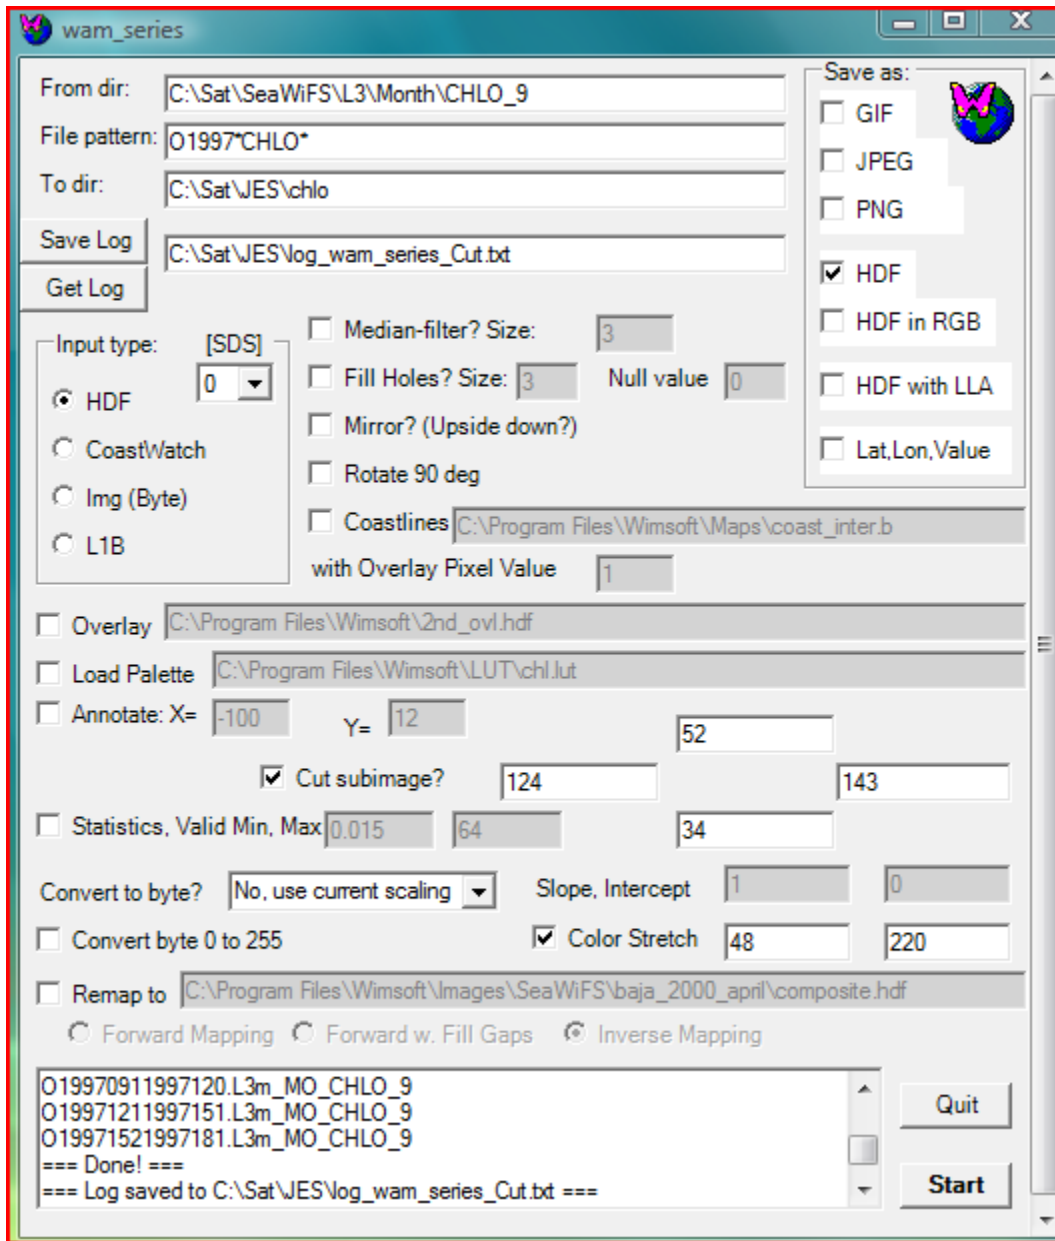 wam_series
From dir: C:\Sat\SeaWiFS\L3\Month\CHLO_9
File pattern: O1997*CHLO*
To dir: C:\Sat\JES\chlo
Save Log
C:\Sat\JES\log_wam_series_Cut.txt
Get Log
Save as:
GIF
JPEG
PNG
HDF
HDF in RGB
HDF with LLA
Lat,Lon,Value
Input type: [SDS]
0
HDF
CoastWatch
Img (Byte)
L1B
Median-filter? Size: 3
Fill Holes? Size: 3 Null value 0
Mirror? (Upside down?)
Rotate 90 deg
Coastlines C:\Program Files\Wimsoft\Maps\coast_inter.b
with Overlay Pixel Value 1
Overlay C:\Program Files\Wimsoft\2nd_ovl.hdf
Load Palette C:\Program Files\Wimsoft\LUT\chl.lut
Annotate: X= -100 Y= 12
52
Cut subimage? 124 143
Statistics, Valid Min, Max 0.015 64 34
Convert to byte? No, use current scaling Slope, Intercept 1 0
Convert byte 0 to 255 Color Stretch 48 220
Remap to C:\Program Files\Wimsoft\Images\SeaWiFS\baja_2000_april\composite.hdf
Forward Mapping Forward w. Fill Gaps Inverse Mapping
O19970911997120.L3m_MO_CHLO_9
O19971211997151.L3m_MO_CHLO_9
O19971521997181.L3m_MO_CHLO_9
=== Done! ===
=== Log saved to C:\Sat\JES\log_wam_series_Cut.txt ===
Quit
Start